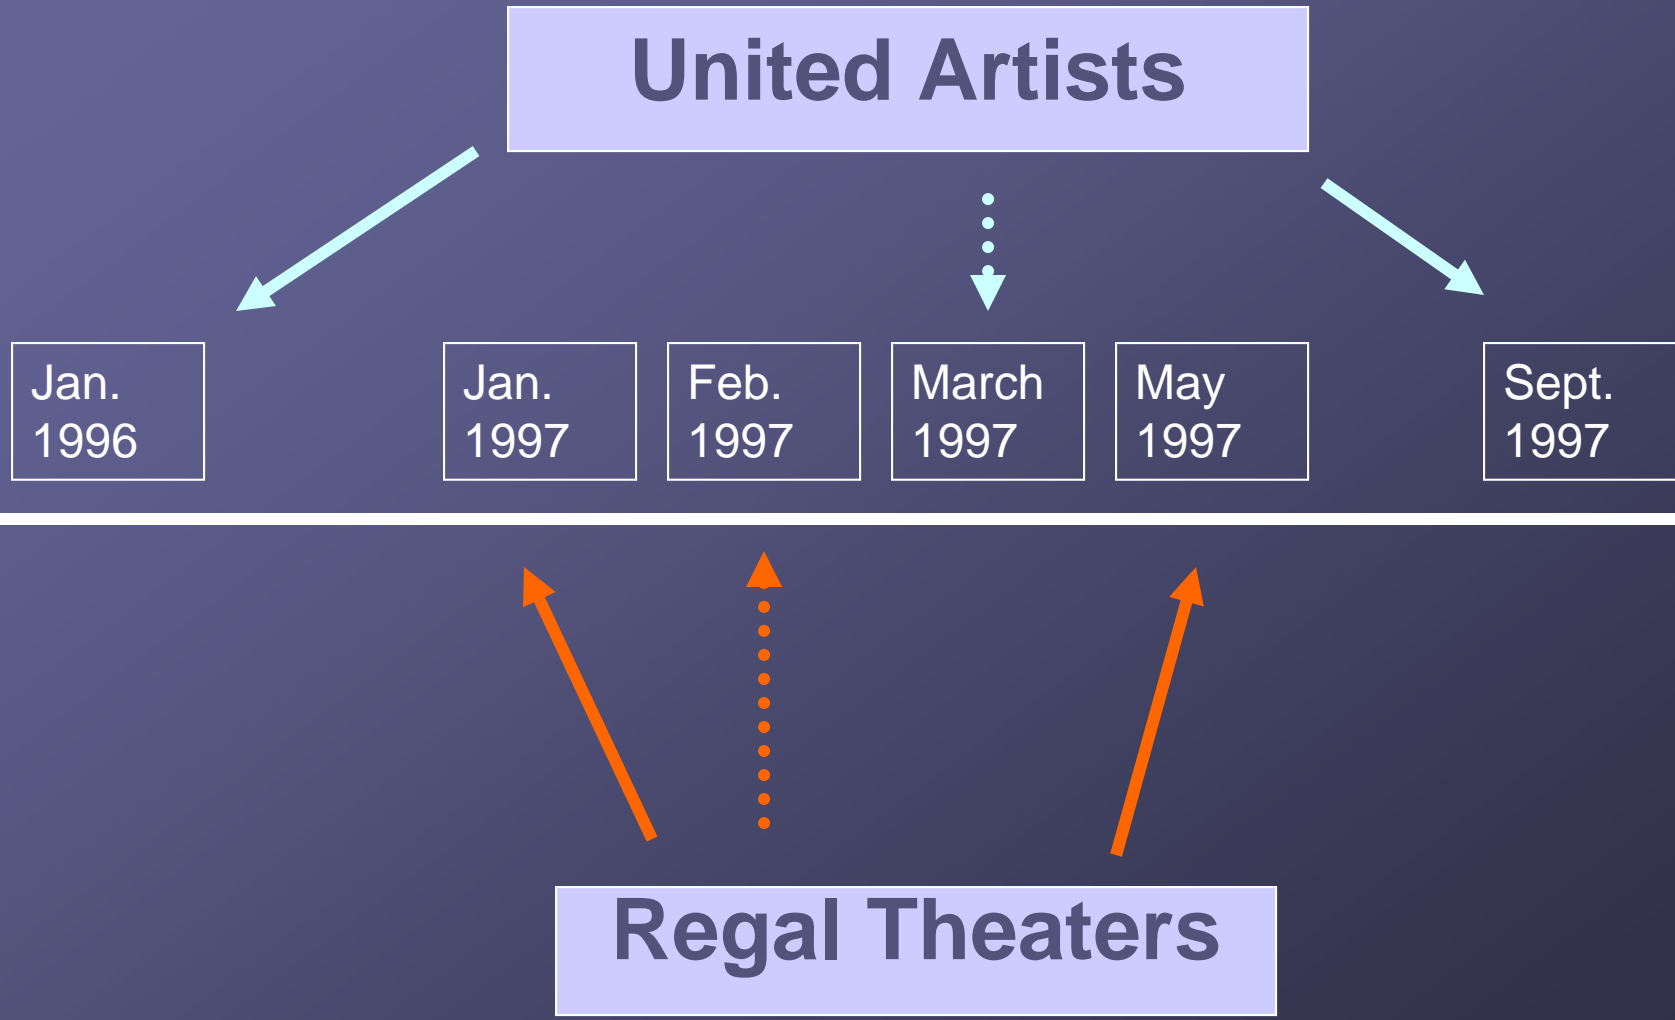 United Artists
Jan.
1996
Jan.
1997
Feb.
1997
March
1997
May
1997
Sept.
1997
Regal Theaters